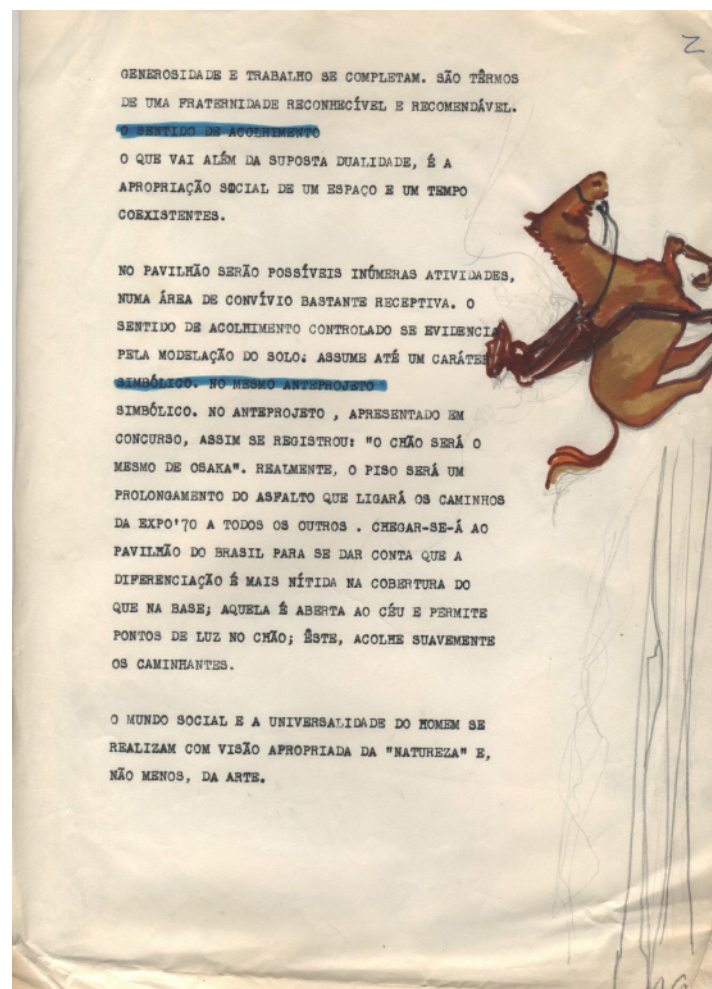 2
GENEROSIDADE E TRABALHO SE COMPLETAM. SÃO TÊRMOS
DE UMA FRATERNIDADE RECONHECÍVEL E RECOMENDÁVEL.
O SENTIDO DE ACOLHIMENTO
O QUE VAI ALÉM DA SUPOSTA DUALIDADE, É A
APROPRIAÇÃO SOCIAL DE UM ESPAÇO E UM TEMPO
COEXISTENTES.
NO PAVILHÃO SERÃO POSSÍVEIS INÚMERAS ATIVIDADES,
NUMA ÁREA DE CONVÍVIO BASTANTE RECEPTIVA. O
SENTIDO DE ACOLHIMENTO CONTROLADO SE EVIDENCIA
PELA MODELAÇÃO DO SOLO. ASSUME ATÉ UM CARÁTE
SIMBÓLICO. NO MESMO ANTEPROJETO
SIMBÓLICO. NO ANTEPROJETO , APRESENTADO EM
CONCURSO, ASSIM SE REGISTROU: "O CHÃO SERÁ O
MESMO DE OSAKA". REALMENTE, O PISO SERÁ UM
PROLONGAMENTO DO ASFALTO QUE LIGARÁ OS CAMINHOS
DA EXPO'70 A TODOS OS OUTROS . CHEGAR-SE-Á AO
PAVILHÃO DO BRASIL PARA SE DAR CONTA QUE A
DIFERENCIAÇÃO É MAIS NÍTIDA NA COBERTURA DO
QUE NA BASE; AQUELA É ABERTA AO CÉU E PERMITE
PONTOS DE LUZ NO CHÃO; ÊSTE, ACOLHE SUAVEMENTE
OS CAMINHANTES.
O MUNDO SOCIAL E A UNIVERSALIDADE DO HOMEM SE
REALIZAM COM VISÃO APROPRIADA DA "NATUREZA" E,
NÃO MENOS, DA ARTE.